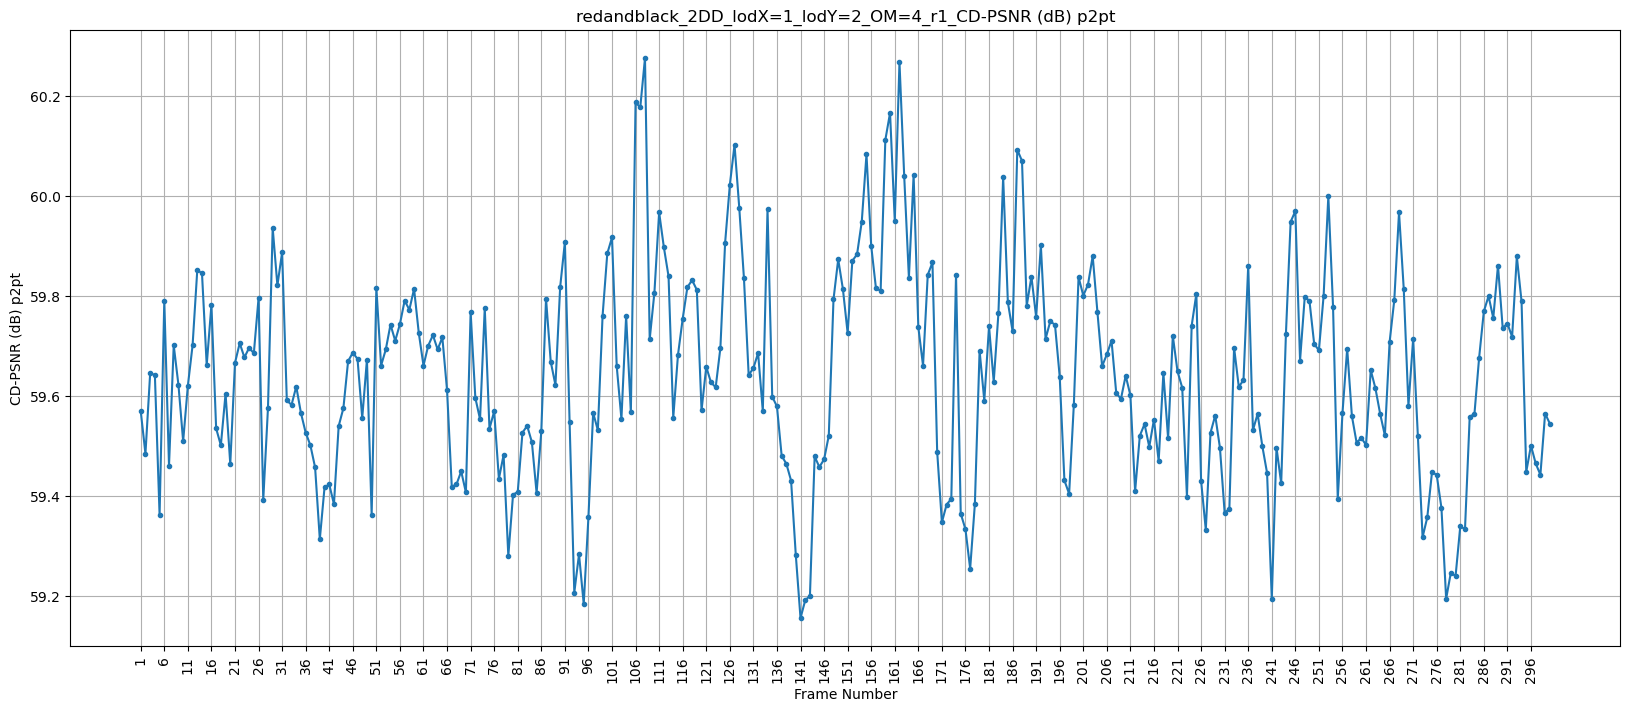 redandblack_2DD_lodX=1_lodY=2_OM=4_r1_CD-PSNR (dB) p2pt
CD-PSNR (dB) p2pt
60.2
60.0
59.8
59.6
59.4
59.2
1 6 11 16 21 26 31 36 41 46 51 56 61 66 71 76 81 86 91 96 101 106 111 116 121 126 131 136 141 146 151 156 161 166 171 176 181 186 191 196 201 206 211 216 221 226 231 236 241 246 251 256 261 266 271 276 281 286 291 296
Frame Number